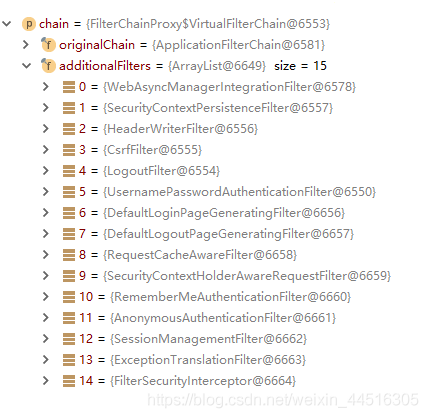 p chain = {FilterChainProxy$VirtualFilterChain@6553}
f originalChain = {ApplicationFilterChain@6581}
f additionalFilters = {ArrayList@6649} size = 15
0 = {WebAsyncManagerIntegrationFilter@6578}
1 = {SecurityContextPersistenceFilter@6557}
2 = {HeaderWriterFilter@6556}
3 = {CsrfFilter@6555}
4 = {LogoutFilter@6554}
5 = {UsernamePasswordAuthenticationFilter@6550}
6 = {DefaultLoginPageGeneratingFilter@6656}
7 = {DefaultLogoutPageGeneratingFilter@6657}
8 = {RequestCacheAwareFilter@6658}
9 = {SecurityContextHolderAwareRequestFilter@6659}
10 = {RememberMeAuthenticationFilter@6660}
11 = {AnonymousAuthenticationFilter@6661}
12 = {SessionManagementFilter@6662}
13 = {ExceptionTranslationFilter@6663}
14 = {FilterSecurityInterceptor@6664}
https://blog.csdn.net/weixin_44516305